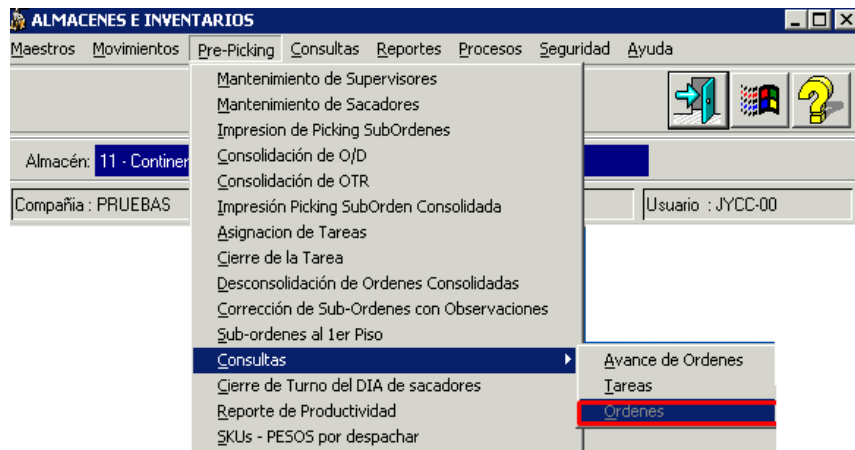 ALMACENES E INVENTARIOS
Maestros Movimientos Pre-Picking Consultas Reportes Procesos Seguridad Ayuda
Mantenimiento de Supervisores
Mantenimiento de Sacadores
Impresion de Picking SubOrdenes
Almacén: 11 - Continer
Consolidación de O/D
Consolidación de OTR
Compañia : PRUEBAS
Impresión Picking SubOrden Consolidada
Usuario : JYCC-00
Asignacion de Tareas
Cierre de la Tarea
Desconsolidación de Ordenes Consolidadas
Corrección de Sub-Ordenes con Observaciones
Sub-ordenes al 1er Piso
Consultas
Avance de Ordenes
Cierre de Turno del DIA de sacadores
Tareas
Reporte de Productividad
Ordenes
SKUs - PESOS por despachar